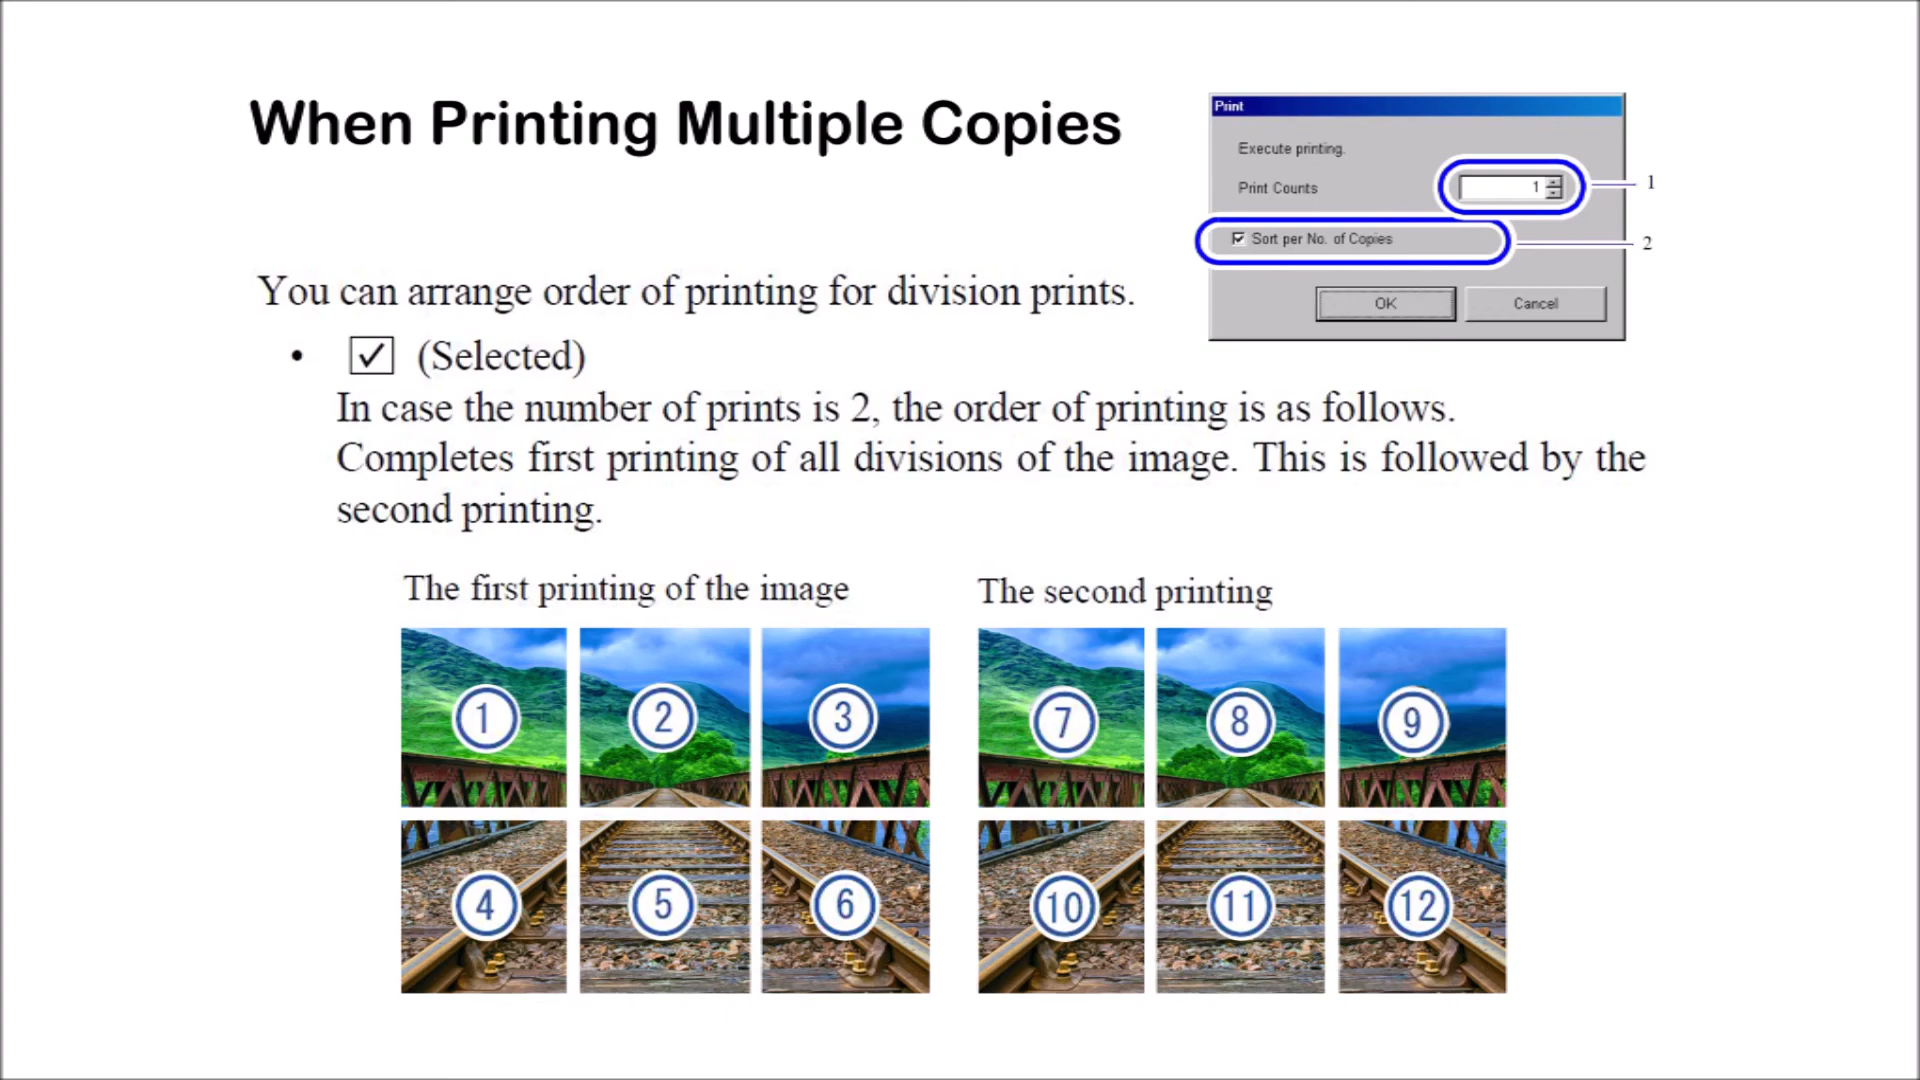 When Printing Multiple Copies
Print
Execute printing.
Print Counts
1
1
Sort per No. of Copies
2
OK
Cancel
You can arrange order of printing for division prints.
• ☑ (Selected)
In case the number of prints is 2, the order of printing is as follows.
Completes first printing of all divisions of the image. This is followed by the
second printing.
The first printing of the image
The second printing
1
2
3
7
8
9
4
5
6
10
11
12